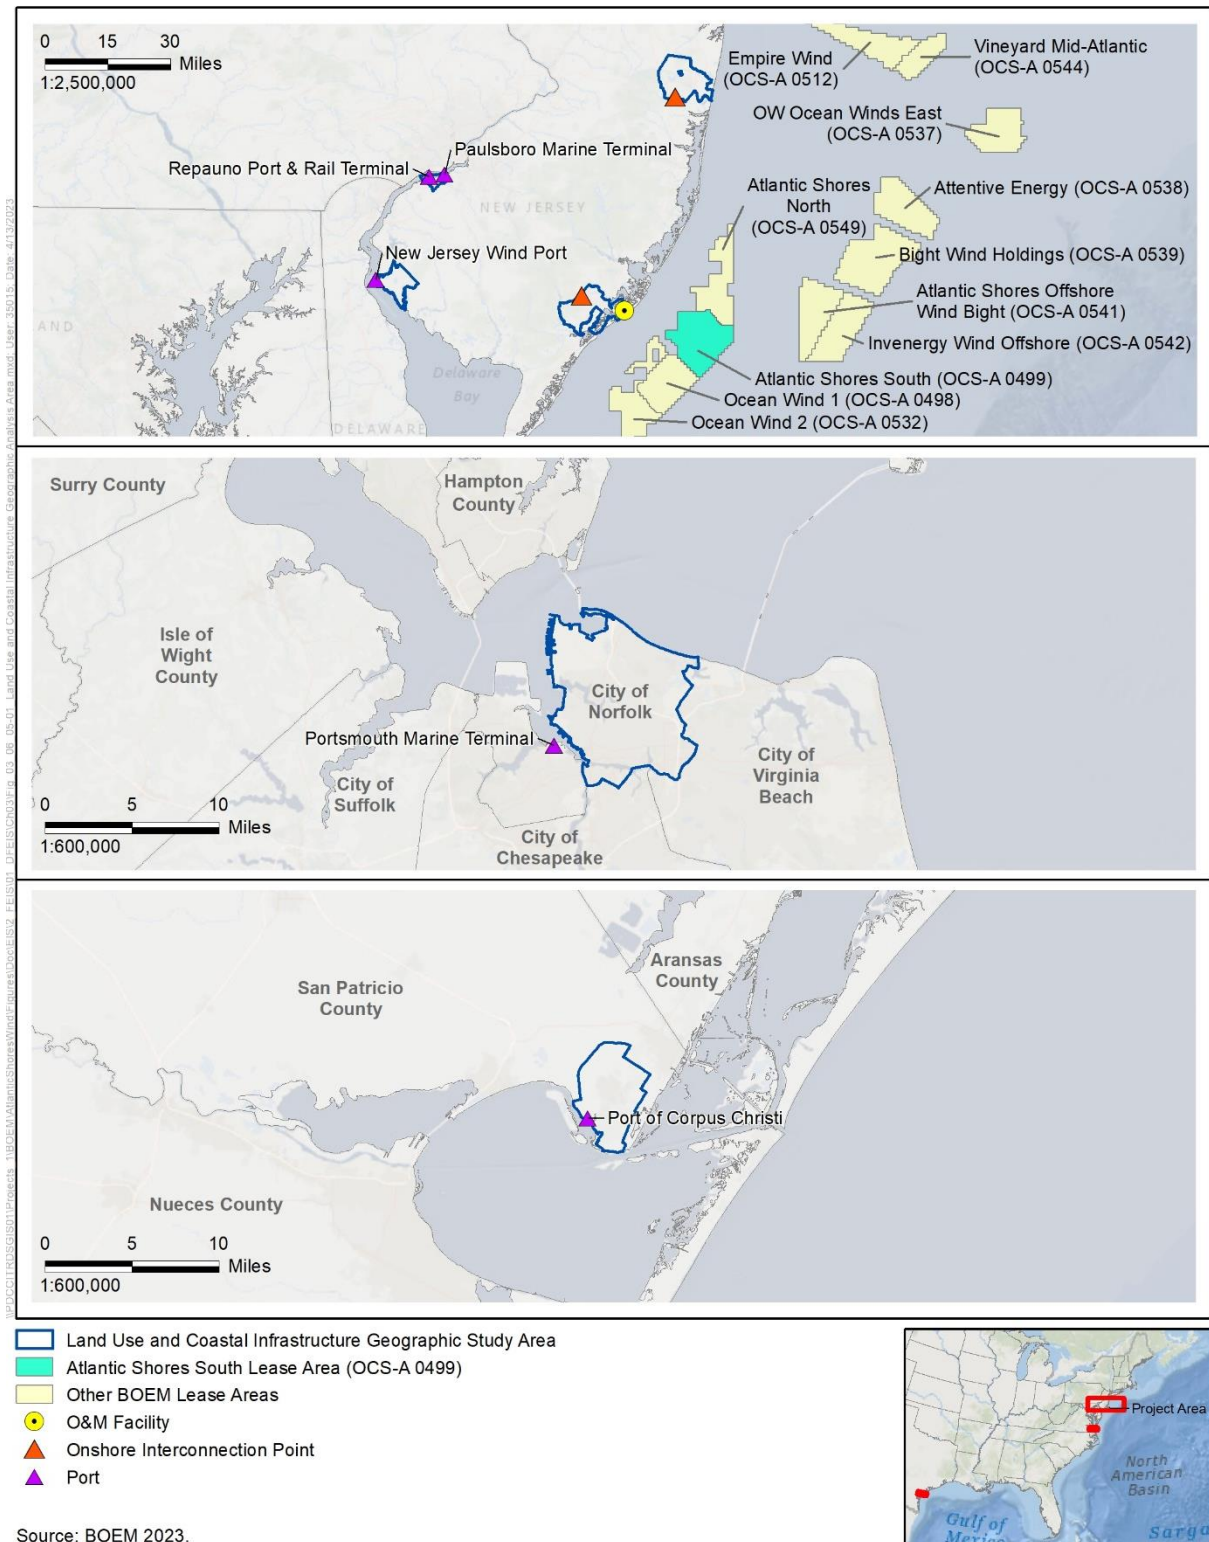 0 15 30
Miles
1:2,500,000
Empire Wind
(OCS-A 0512)
Vineyard Mid-Atlantic
(OCS-A 0544)
OW Ocean Winds East
(OCS-A 0537)
Paulsboro Marine Terminal
Repauno Port & Rail Terminal
Atlantic Shores
North
(OCS-A 0549)
Attentive Energy (OCS-A 0538)
NEW JERSEY
New Jersey Wind Port
Bight Wind Holdings (OCS-A 0539)
Atlantic Shores Offshore
Wind Bight (OCS-A 0541)
Invenergy Wind Offshore (OCS-A 0542)
AND
Delaware
Bay
Atlantic Shores South (OCS-A 0499)
Ocean Wind 1 (OCS-A 0498)
Ocean Wind 2 (OCS-A 0532)
DELAWARE
Surry County
Hampton
County
Isle of
Wight
County
City of
Norfolk
Portsmouth Marine Terminal
City of
Suffolk
City of
Virginia
Beach
City of
Chesapeake
0 5 10
Miles
1:600,000
Aransas
County
San Patricio
County
Port of Corpus Christi
Nueces County
0 5 10
Miles
1:600,000
Land Use and Coastal Infrastructure Geographic Study Area
Atlantic Shores South Lease Area (OCS-A 0499)
Other BOEM Lease Areas
O&M Facility
Onshore Interconnection Point
Port
Source: BOEM 2023.
Project Area
North
American
Basin
Gulf of
Mexico
Sarga